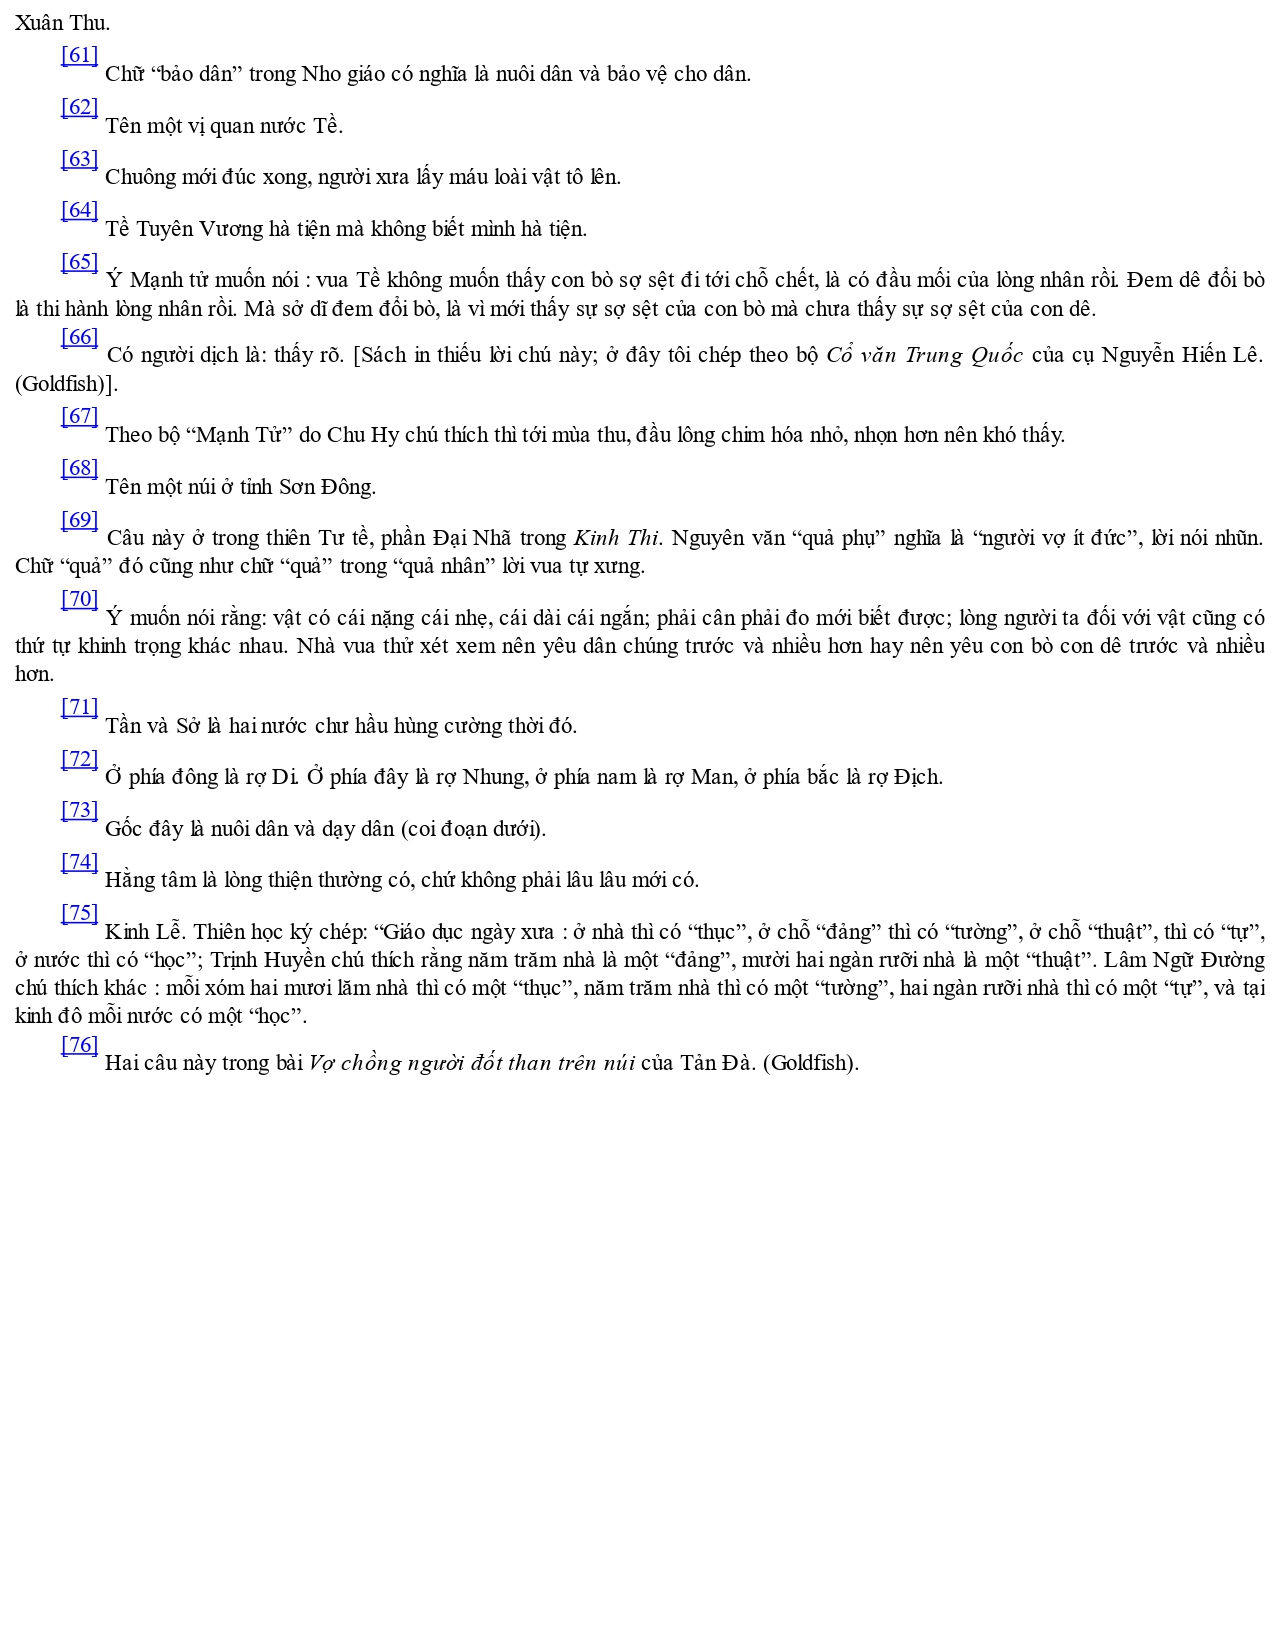 Xuân Thu.
[61] Chữ “bảo dân” trong Nho giáo có nghĩa là nuôi dân và bảo vệ cho dân.
[62] Tên một vị quan nước Tề.
[63] Chuông mới đúc xong, người xưa lấy máu loài vật tô lên.
[64] Tề Tuyên Vương hà tiện mà không biết mình hà tiện.
[65] Ý Mạnh tử muốn nói : vua Tề không muốn thấy con bò sợ sệt đi tới chỗ chết, là có đầu mối của lòng nhân rồi. Đem dê đổi bò
là thi hành lòng nhân rồi. Mà sở dĩ đem đổi bò, là vì mới thấy sự sợ sệt của con bò mà chưa thấy sự sợ sệt của con dê.
[66] Có người dịch là: thấy rõ. [Sách in thiếu lời chú này; ở đây tôi chép theo bộ Cổ văn Trung Quốc của cụ Nguyễn Hiến Lê.
(Goldfish)].
[67] Theo bộ “Mạnh Tử” do Chu Hy chú thích thì tới mùa thu, đầu lông chim hóa nhỏ, nhọn hơn nên khó thấy.
[68] Tên một núi ở tỉnh Sơn Đông.
[69] Câu này ở trong thiên Tư tề, phần Đại Nhã trong Kinh Thi. Nguyên văn “quả phụ” nghĩa là “người vợ ít đức”, lời nói nhũn.
Chữ “quả” đó cũng như chữ “quả” trong “quả nhân” lời vua tự xưng.
[70] Ý muốn nói rằng: vật có cái nặng cái nhẹ, cái dài cái ngắn; phải cân phải đo mới biết được; lòng người ta đối với vật cũng có
thứ tự khinh trọng khác nhau. Nhà vua thử xét xem nên yêu dân chúng trước và nhiều hơn hay nên yêu con bò con dê trước và nhiều
hơn.
[71] Tần và Sở là hai nước chư hầu hùng cường thời đó.
[72] Ở phía đông là rợ Di. Ở phía đây là rợ Nhung, ở phía nam là rợ Man, ở phía bắc là rợ Địch.
[73] Gốc đây là nuôi dân và dạy dân (coi đoạn dưới).
[74] Hằng tâm là lòng thiện thường có, chứ không phải lâu lâu mới có.
[75] Kinh Lễ. Thiên học ký chép: “Giáo dục ngày xưa : ở nhà thì có “thục”, ở chỗ “đảng” thì có “tường”, ở chỗ “thuật”, thì có “tự”,
ở nước thì có “học”; Trịnh Huyền chú thích rằng năm trăm nhà là một “đảng”, mười hai ngàn rưỡi nhà là một “thuật”. Lâm Ngữ Đường
chú thích khác : mỗi xóm hai mươi lăm nhà thì có một “thục”, năm trăm nhà thì có một “tường”, hai ngàn rưỡi nhà thì có một “tự”, và tại
kinh đô mỗi nước có một “học”.
[76] Hai câu này trong bài Vợ chồng người đốt than trên núi của Tản Đà. (Goldfish).